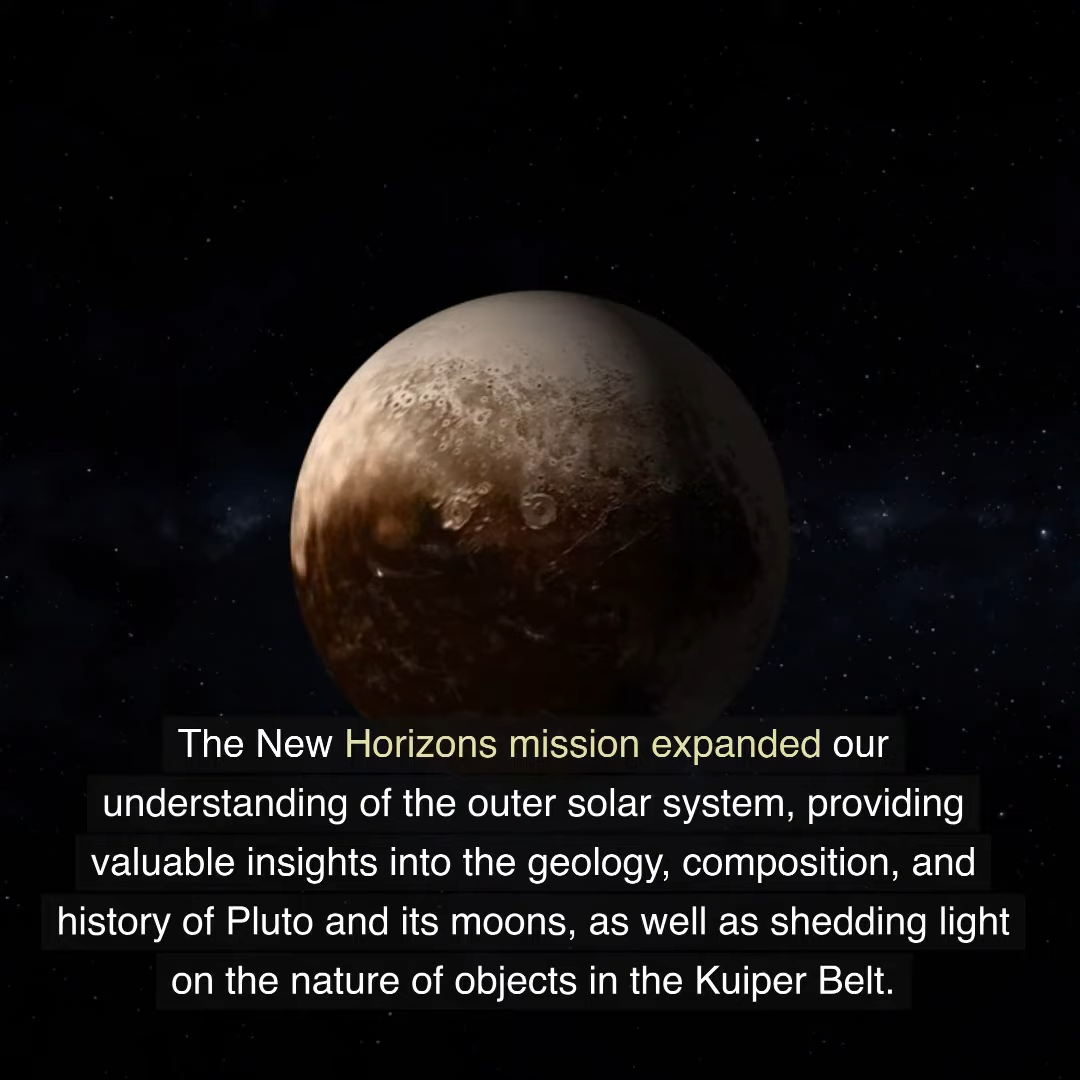 The New Horizons mission expanded our
understanding of the outer solar system, providing
valuable insights into the geology, composition, and
history of Pluto and its moons, as well as shedding light
on the nature of objects in the Kuiper Belt.